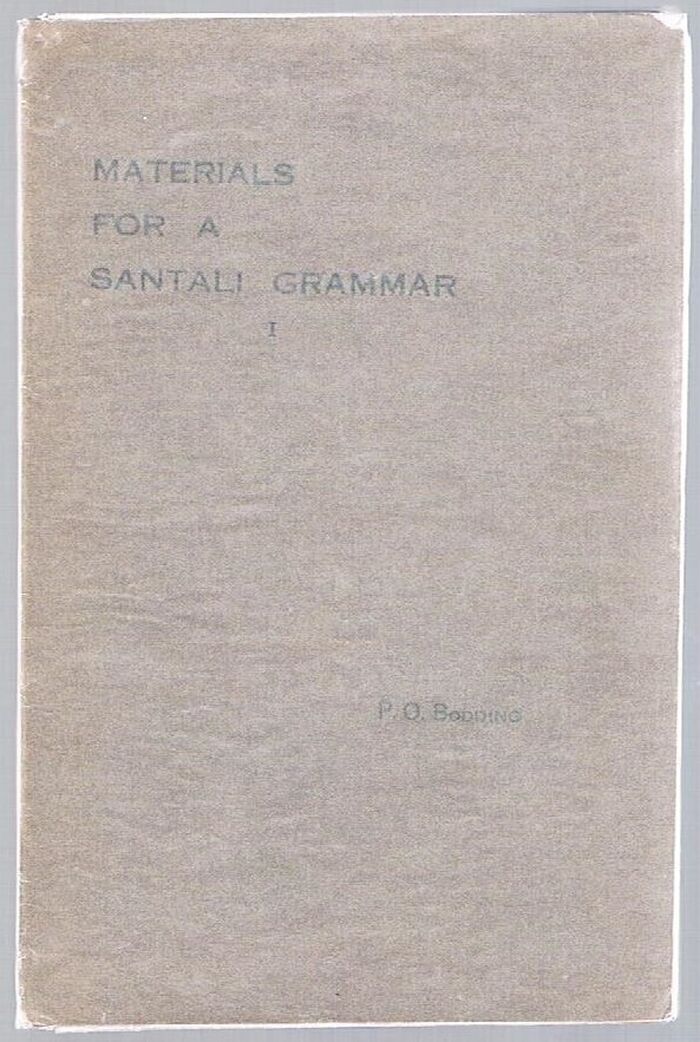 MATERIALS
FOR A
SANTALI GRAMMAR
I
P. O. BODDING